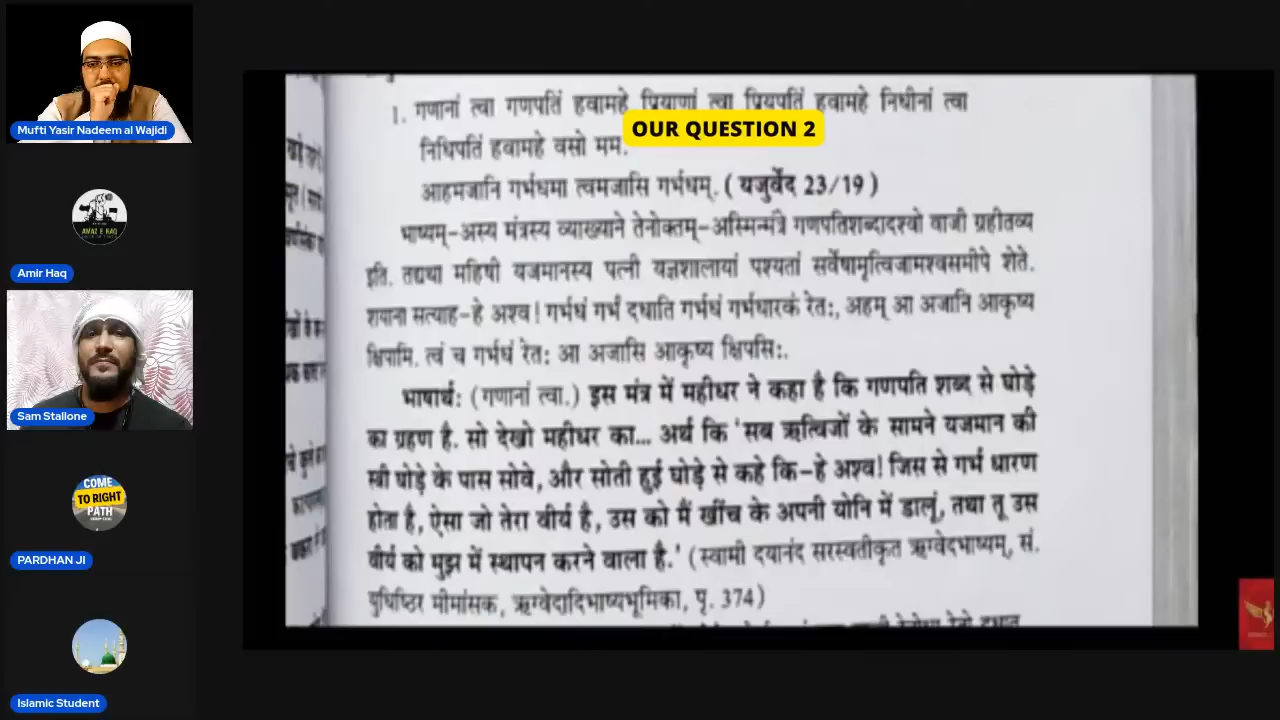 Mufti Yasir Nadeem al Wajidi
AWAZ E HAQ
Amir Haq
Sam Stallone
COME
TO RIGHT
PATH
PARDHAN JI
Islamic Student
OUR QUESTION 2
1. गणानां त्वा गणपतिं हवामहे प्रियाणां त्वा प्रियपतिं हवामहे निधीनां त्वा
निधिपतिं हवामहे वसो मम.
आहमजानि गर्भधमा त्वमजासि गर्भधम्. ( यजुर्वेद 23/19 )
भाष्यम्-अस्य मंत्रस्य व्याख्याने तेनोक्तम्-अस्मिन्मंत्रे गणपतिशब्दादश्वो वाजी ग्रहीतव्य
इति. तद्यथा महिषी यजमानस्य पत्नी यज्ञशालायां पश्यतां सर्वेषामृत्विजामश्वसमीपे शेते.
शयाना सत्याह-हे अश्व! गर्भधं गर्भं दधाति गर्भधं गर्भधारकं रेतः, अहम् आ अजानि आकृष्य
क्षिपामि. त्वं च गर्भधं रेतः आ अजासि आकृष्य क्षिपसिः.
भाषार्थ: (गणानां त्वा.) इस मंत्र में महीधर ने कहा है कि गणपति शब्द से घोड़े
का ग्रहण है. सो देखो महीधर का... अर्थ कि 'सब ऋत्विजों के सामने यजमान की
स्त्री घोड़े के पास सोवे, और सोती हुई घोड़े से कहे कि-हे अश्व! जिस से गर्भ धारण
होता है, ऐसा जो तेरा वीर्य है, उस को मैं खींच के अपनी योनि में डालूं, तथा तू उस
वीर्य को मुझ में स्थापन करने वाला है.' (स्वामी दयानंद सरस्वतीकृत ऋग्वेदभाष्यम्, सं.
युधिष्ठिर मीमांसक, ऋग्वेदादिभाष्यभूमिका, पृ. 374)